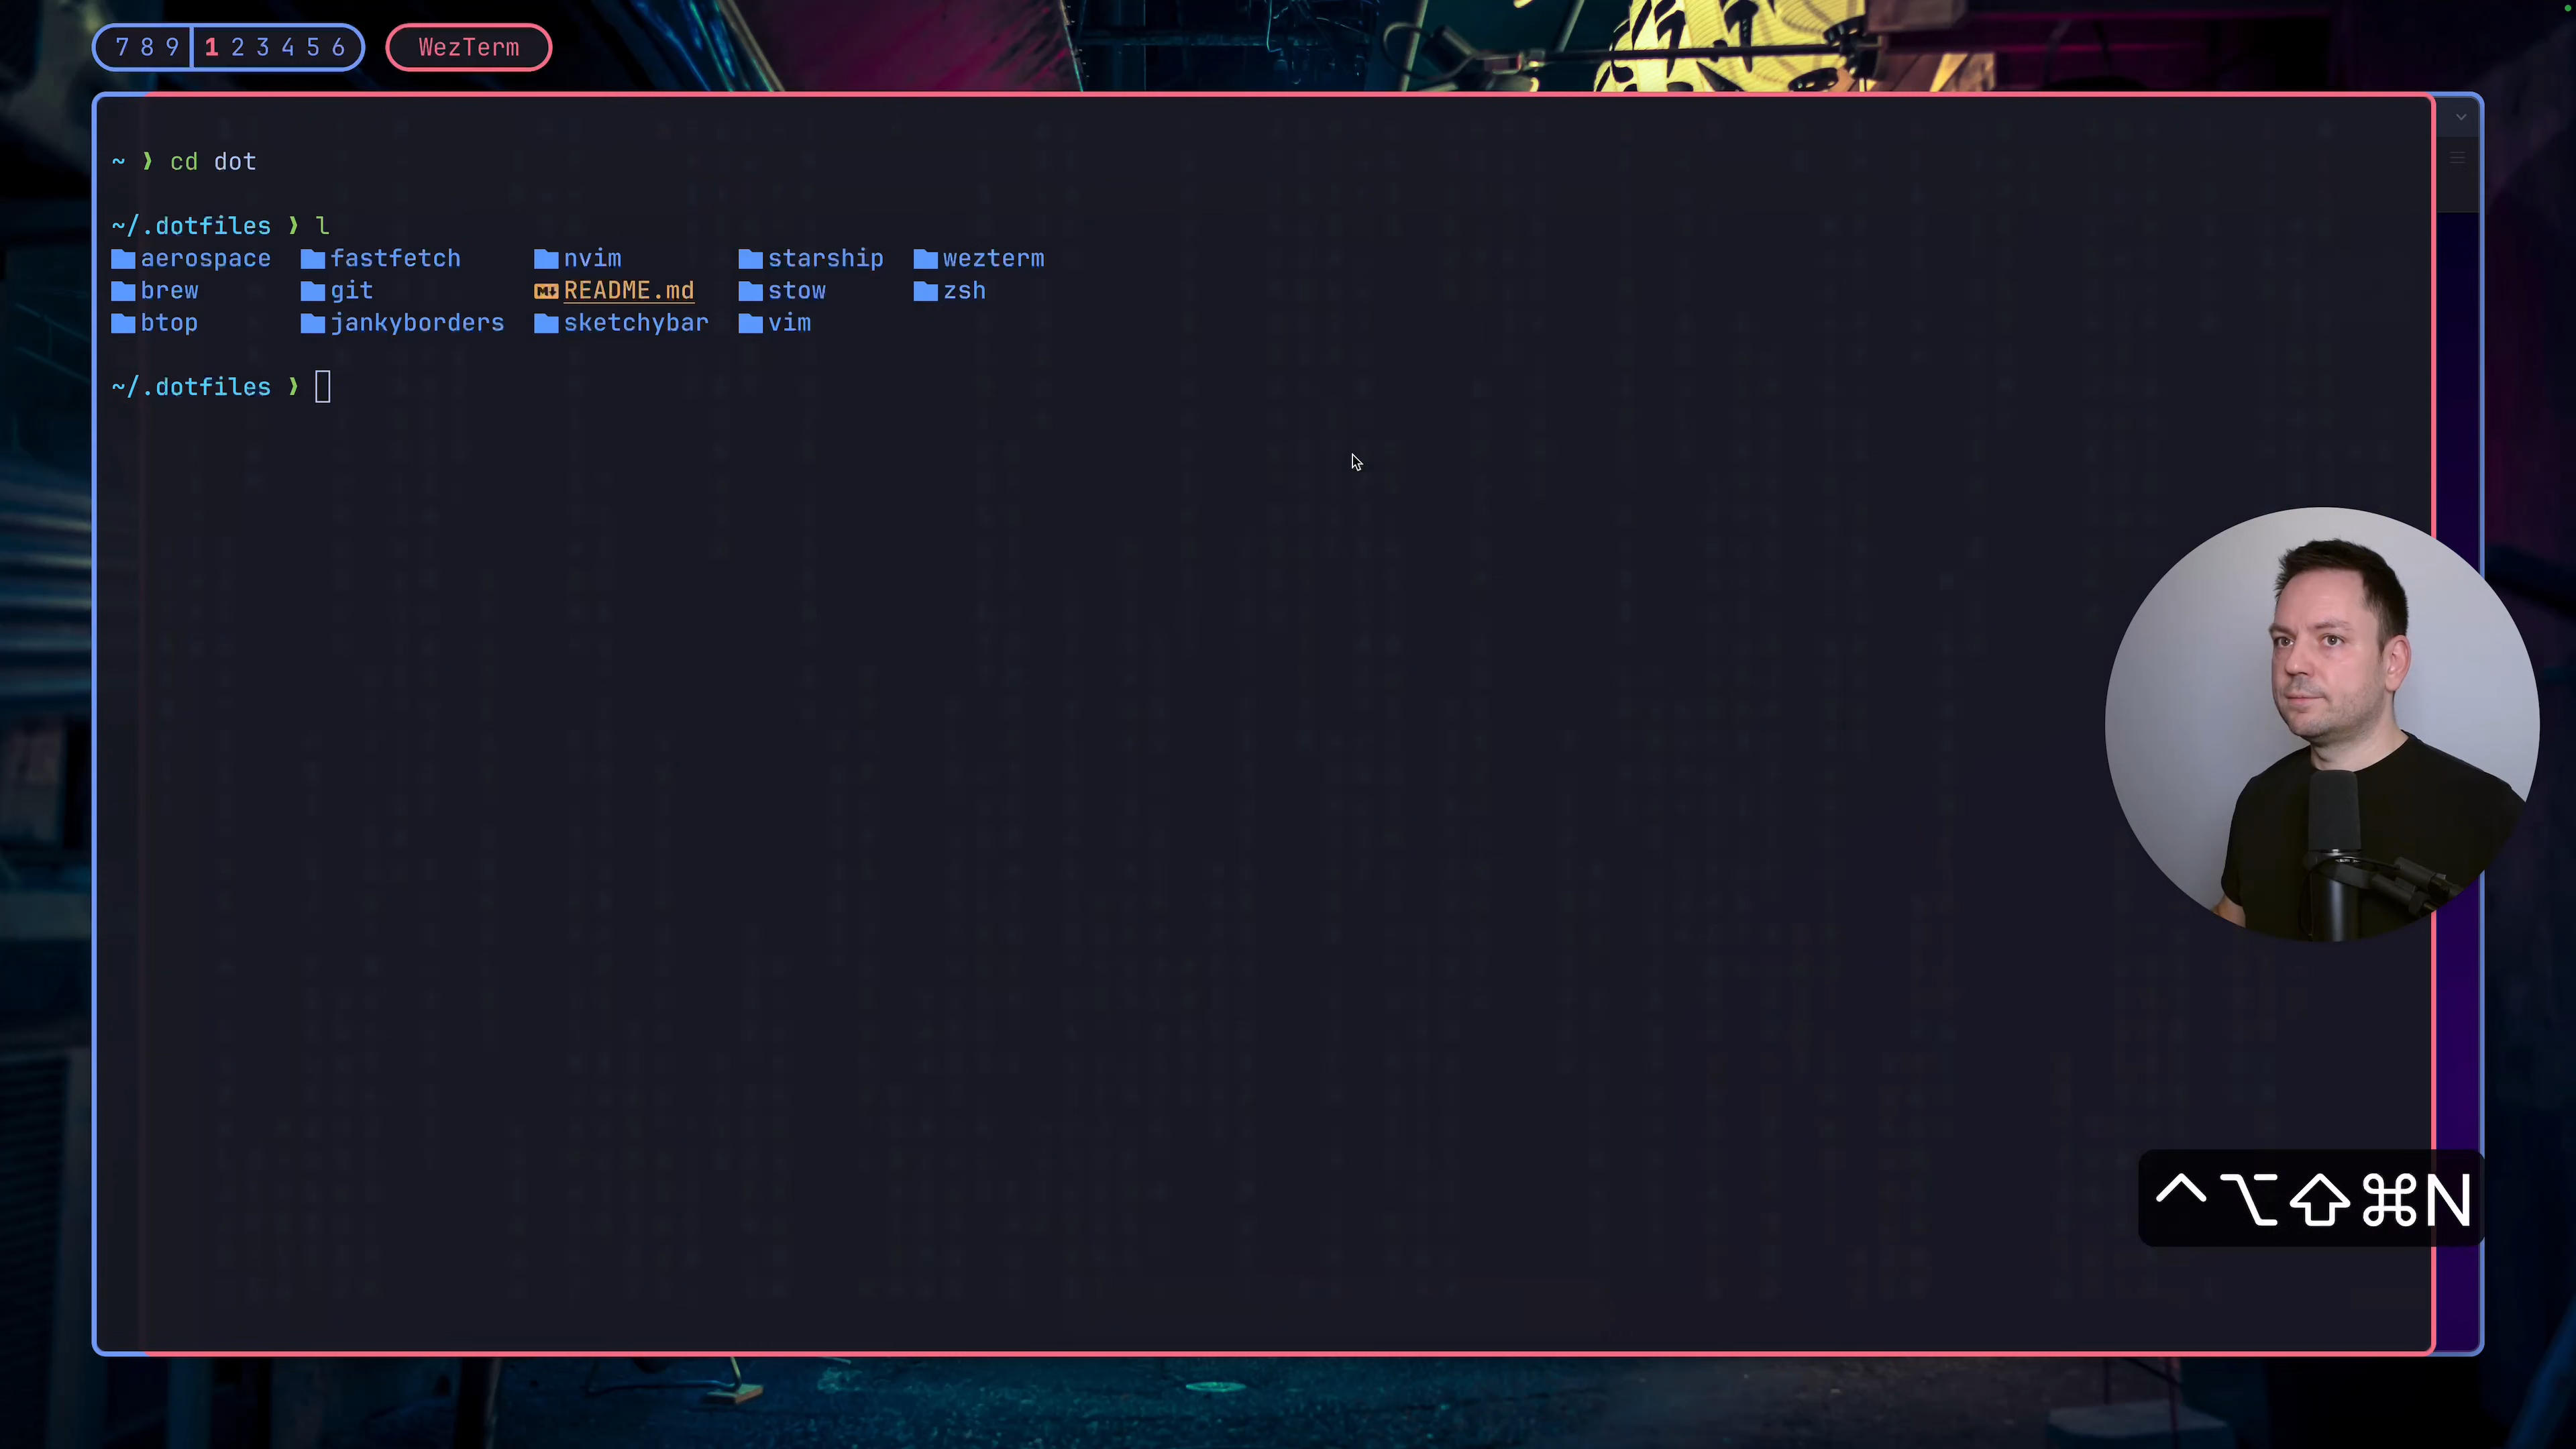 7 8 9 1 2 3 4 5 6 WezTerm
~ ❯ cd dot
~/.dotfiles ❯ l
aerospace fastfetch nvim starship wezterm
brew git README.md stow zsh
btop jankyborders sketchybar vim
~/.dotfiles ❯
⌃⌥⇧⌘N